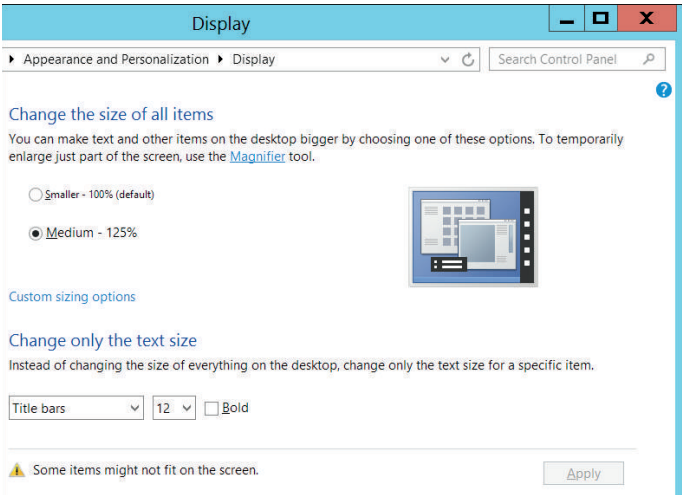 Display
Appearance and Personalization Display
Search Control Panel
Change the size of all items
You can make text and other items on the desktop bigger by choosing one of these options. To temporarily
enlarge just part of the screen, use the Magnifier tool.
Smaller - 100% (default)
Medium - 125%
Custom sizing options
Change only the text size
Instead of changing the size of everything on the desktop, change only the text size for a specific item.
Title bars 12 Bold
Some items might not fit on the screen.
Apply